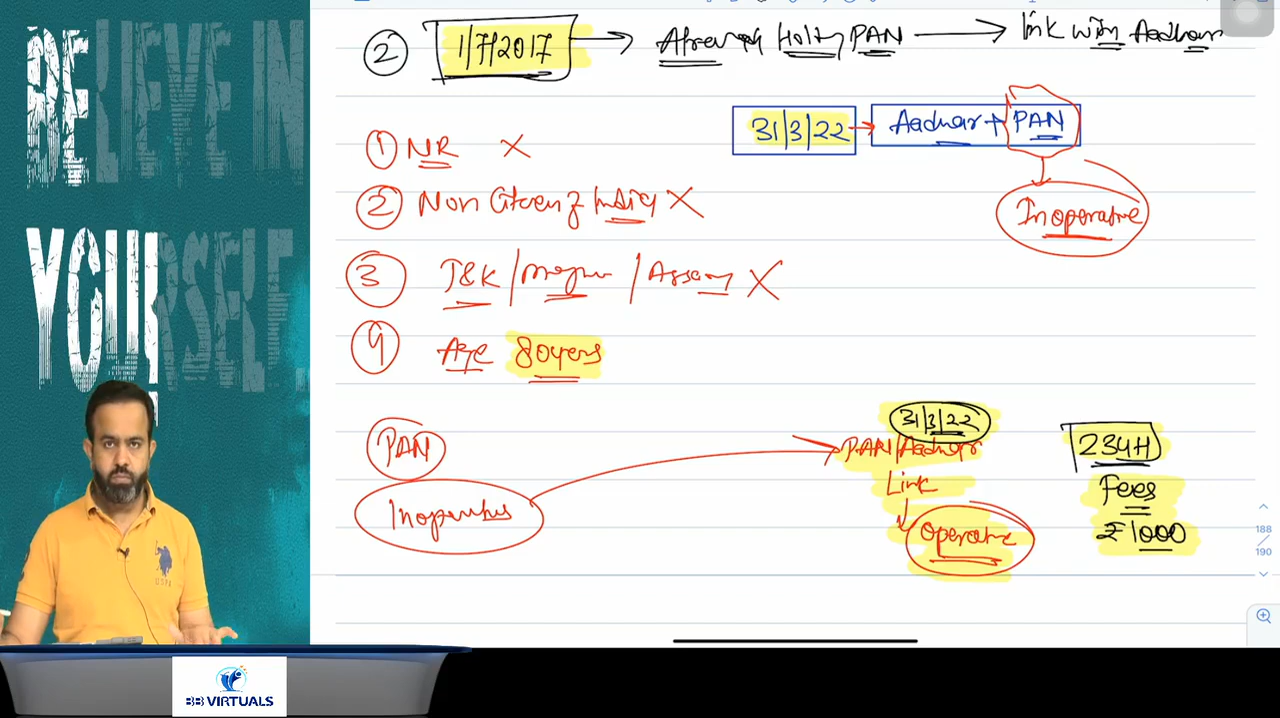 BELIEVE IN
YOURSELF.
② 1/7/2017 → Already Holding PAN → link with Aadhaar
31/3/22 → Aadhaar + PAN
Inoperative
① NR X
② Non Citizen of India X
③ J&K / / Assam X
④ Age 80 years
PAN
Inoperative
31/3/22
PAN/Aadhaar
Link
Operative
234H
Fees
₹1000
188
190
BB VIRTUALS